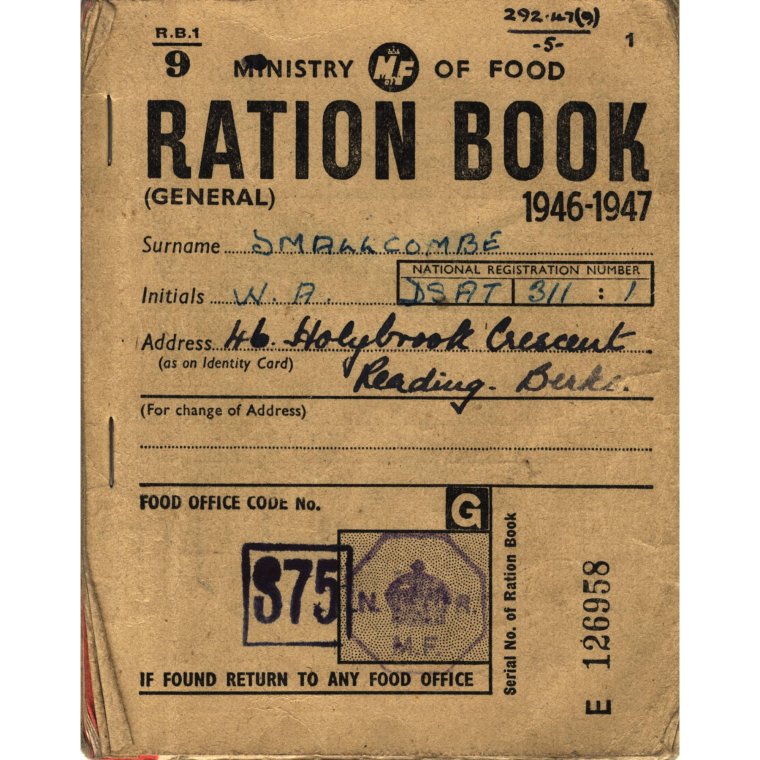 292.47(9)
-5-
R.B.1
9
1
MINISTRY MF OF FOOD
RATION BOOK
(GENERAL)
1946-1947
Surname SMALLCOMBE
NATIONAL REGISTRATION NUMBER
Initials W. A. DSAT 311 : 1
Address 46. Holybrook Crescent
(as on Identity Card)
Reading. Berks.
(For change of Address)
FOOD OFFICE CODE No.
G
S75
N. R.
M.F.
IF FOUND RETURN TO ANY FOOD OFFICE
Serial No. of Ration Book
E 126958